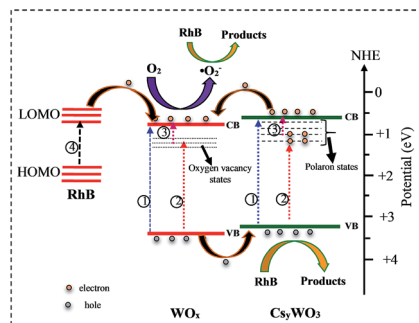 RhB Products
NHE
O₂ •O₂⁻
LOMO
HOMO
RhB
④
CB
③
Oxygen vacancy
states
①
②
VB
CB
③
Polaron states
①
②
VB
0
+1
+2
+3
+4
Potential (eV)
RhB Products
electron
hole
WOₓ
CsᵧWO₃